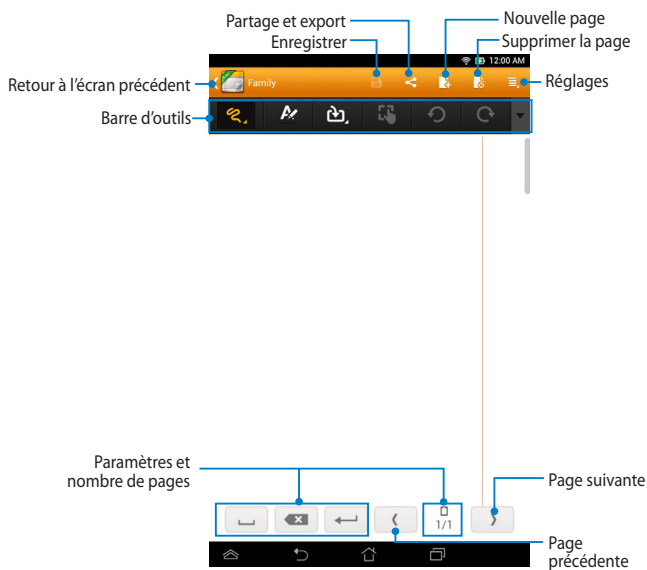 Partage et export
Nouvelle page
Enregistrer
Supprimer la page
12:00 AM
Retour à l'écran précédent
Family
Réglages
Barre d'outils
Paramètres et
nombre de pages
Page suivante
1/1
Page
précédente